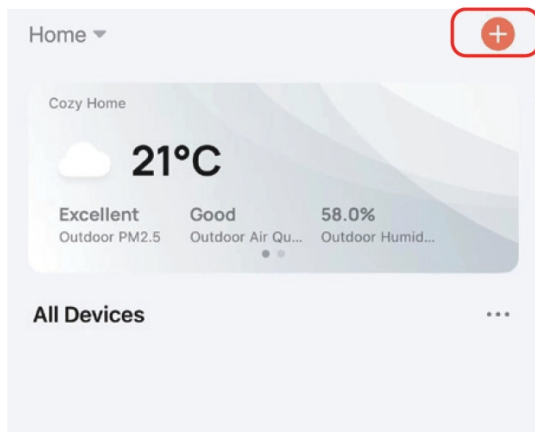 Home
Cozy Home
21°C
Excellent Good 58.0%
Outdoor PM2.5 Outdoor Air Qu... Outdoor Humid...
All Devices